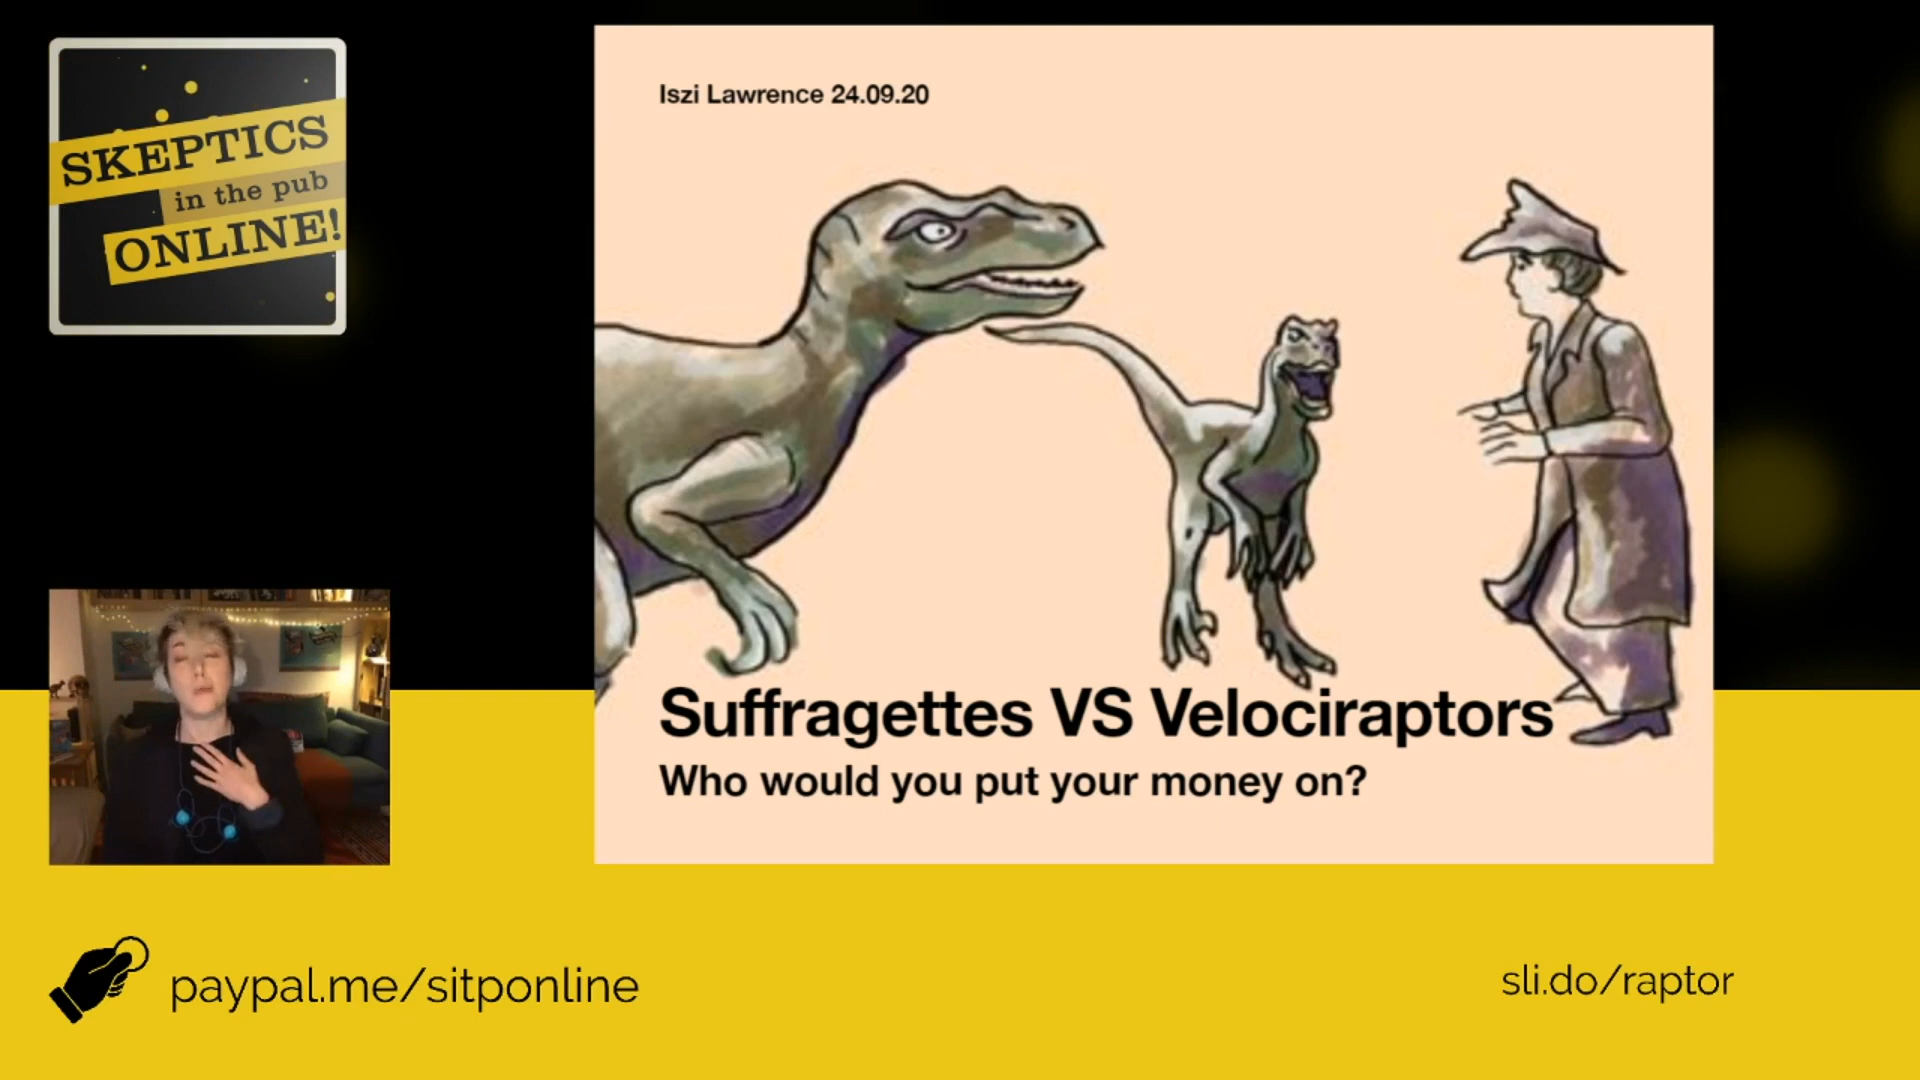 SKEPTICS
in the pub
ONLINE!
Iszi Lawrence 24.09.20
Suffragettes VS Velociraptors
Who would you put your money on?
paypal.me/sitponline
sli.do/raptor